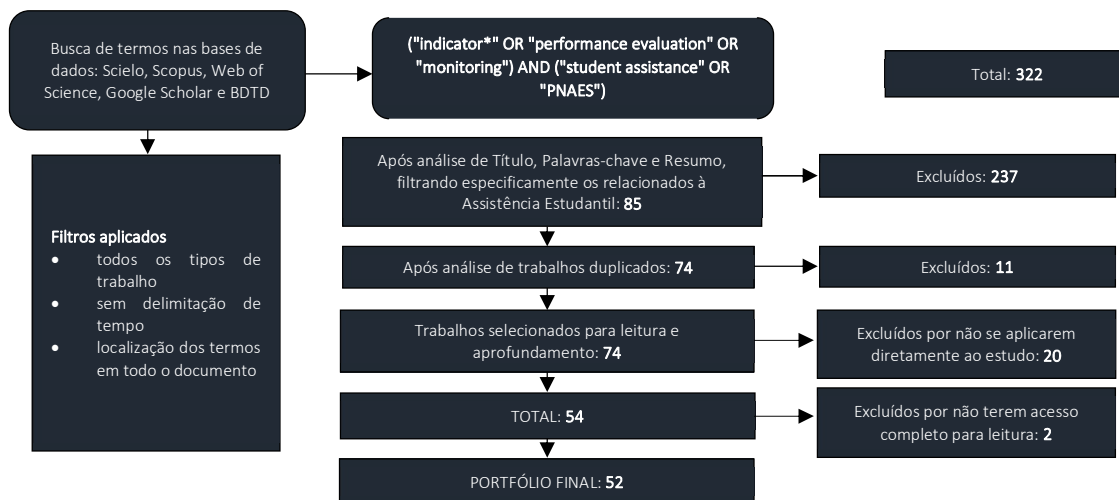 Busca de termos nas bases de
dados: Scielo, Scopus, Web of
Science, Google Scholar e BDTD
("indicator*" OR "performance evaluation" OR
"monitoring") AND ("student assistance" OR
"PNAES")
Total: 322
Filtros aplicados
• todos os tipos de
trabalho
• sem delimitação de
tempo
• localização dos termos
em todo o documento
Após análise de Título, Palavras-chave e Resumo,
filtrando especificamente os relacionados à
Assistência Estudantil: 85
Excluídos: 237
Após análise de trabalhos duplicados: 74
Excluídos: 11
Trabalhos selecionados para leitura e
aprofundamento: 74
Excluídos por não se aplicarem
diretamente ao estudo: 20
TOTAL: 54
Excluídos por não terem acesso
completo para leitura: 2
PORTFÓLIO FINAL: 52